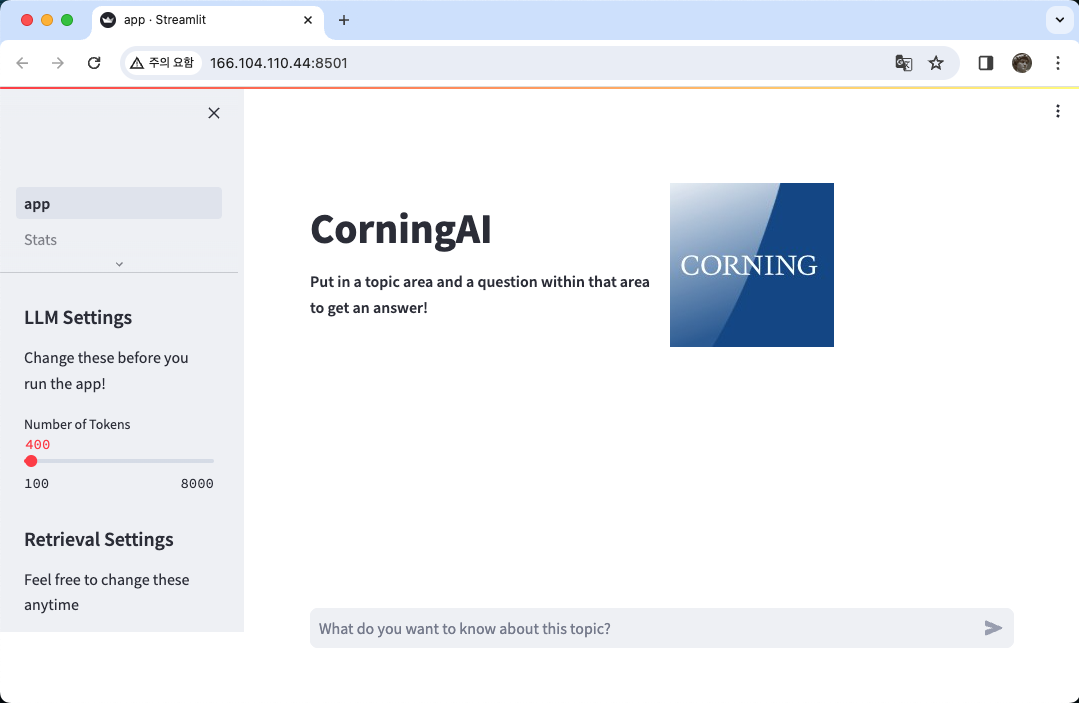 app · Streamlit
주의 요함
166.104.110.44:8501
app
Stats
LLM Settings
Change these before you
run the app!
Number of Tokens
400
100 8000
Retrieval Settings
Feel free to change these
anytime
CorningAI
Put in a topic area and a question within that area
to get an answer!
CORNING
What do you want to know about this topic?